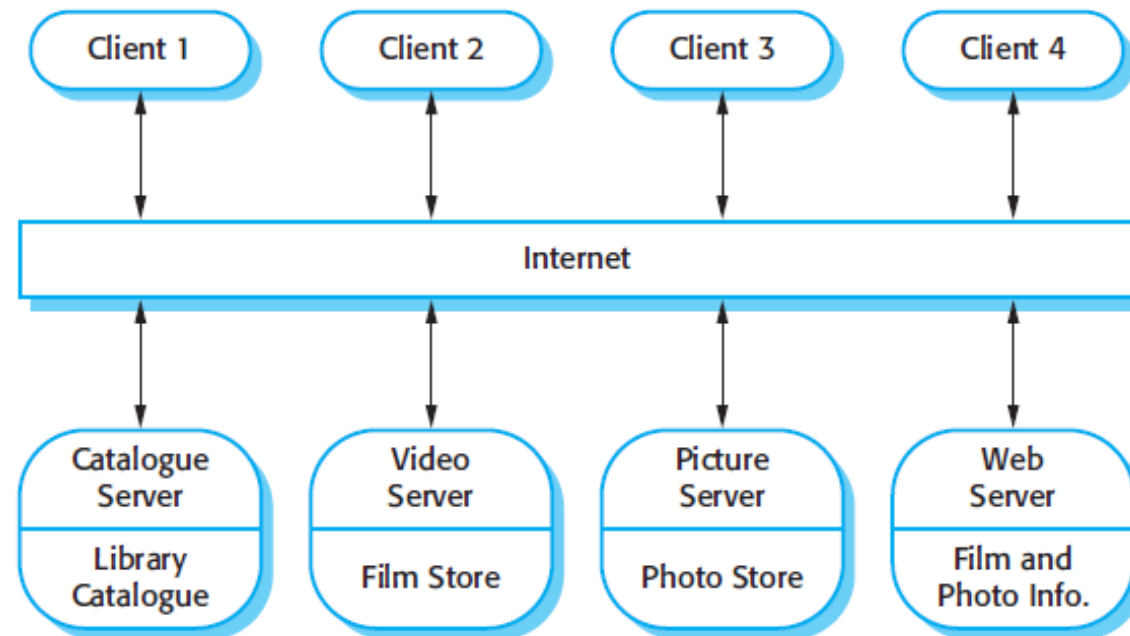 Client 1
Client 2
Client 3
Client 4
Internet
Catalogue
Server
Video
Server
Picture
Server
Web
Server
Library
Catalogue
Film Store
Photo Store
Film and
Photo Info.